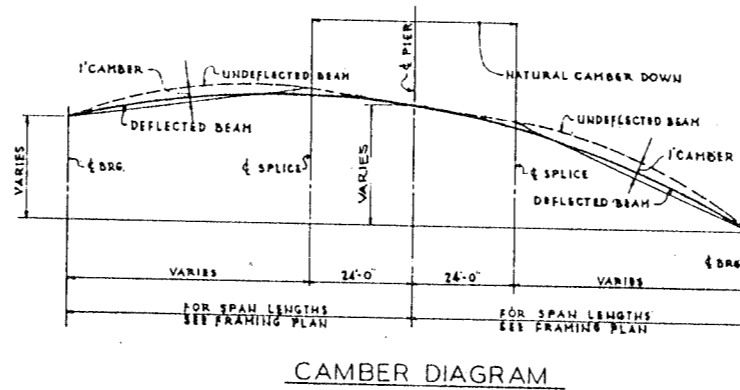 ℄ PIER
1" CAMBER
UNDEFLECTED BEAM
NATURAL CAMBER DOWN
DEFLECTED BEAM
UNDEFLECTED BEAM
1" CAMBER
VARIES
℄ BRG.
℄ SPLICE
VARIES
℄ SPLICE
DEFLECTED BEAM
℄ BRG.
VARIES
24'-0"
24'-0"
VARIES
FOR SPAN LENGTHS
SEE FRAMING PLAN
FOR SPAN LENGTHS
SEE FRAMING PLAN
CAMBER DIAGRAM